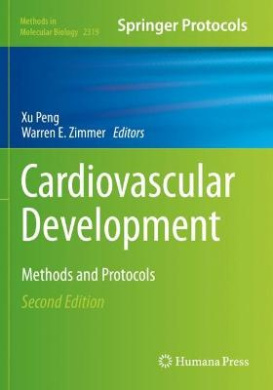 Methods in
Molecular Biology 2319
Springer Protocols
Xu Peng
Warren E. Zimmer Editors
Cardiovascular
Development
Methods and Protocols
Second Edition
Humana Press